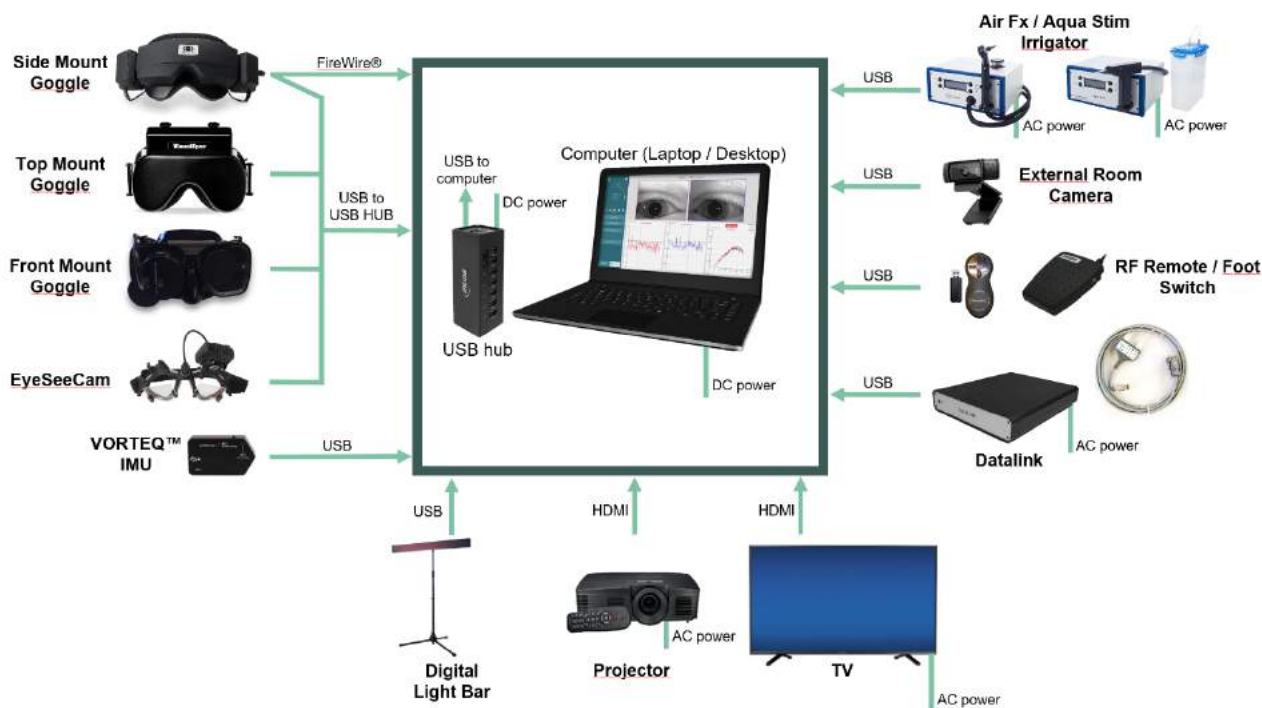 Side Mount
Goggle
FireWire®
Top Mount
Goggle
VisualEyes
USB to
USB HUB
Front Mount
Goggle
EyeSeeCam
VORTEQ™
IMU
USB
USB to
computer
DC power
USB hub
Computer (Laptop / Desktop)
DC power
Air Fx / Aqua Stim
Irrigator
USB
AC power
AC power
USB
External Room
Camera
USB
RF Remote / Foot
Switch
USB
AC power
Datalink
USB
Digital
Light Bar
HDMI
AC power
Projector
HDMI
TV
AC power